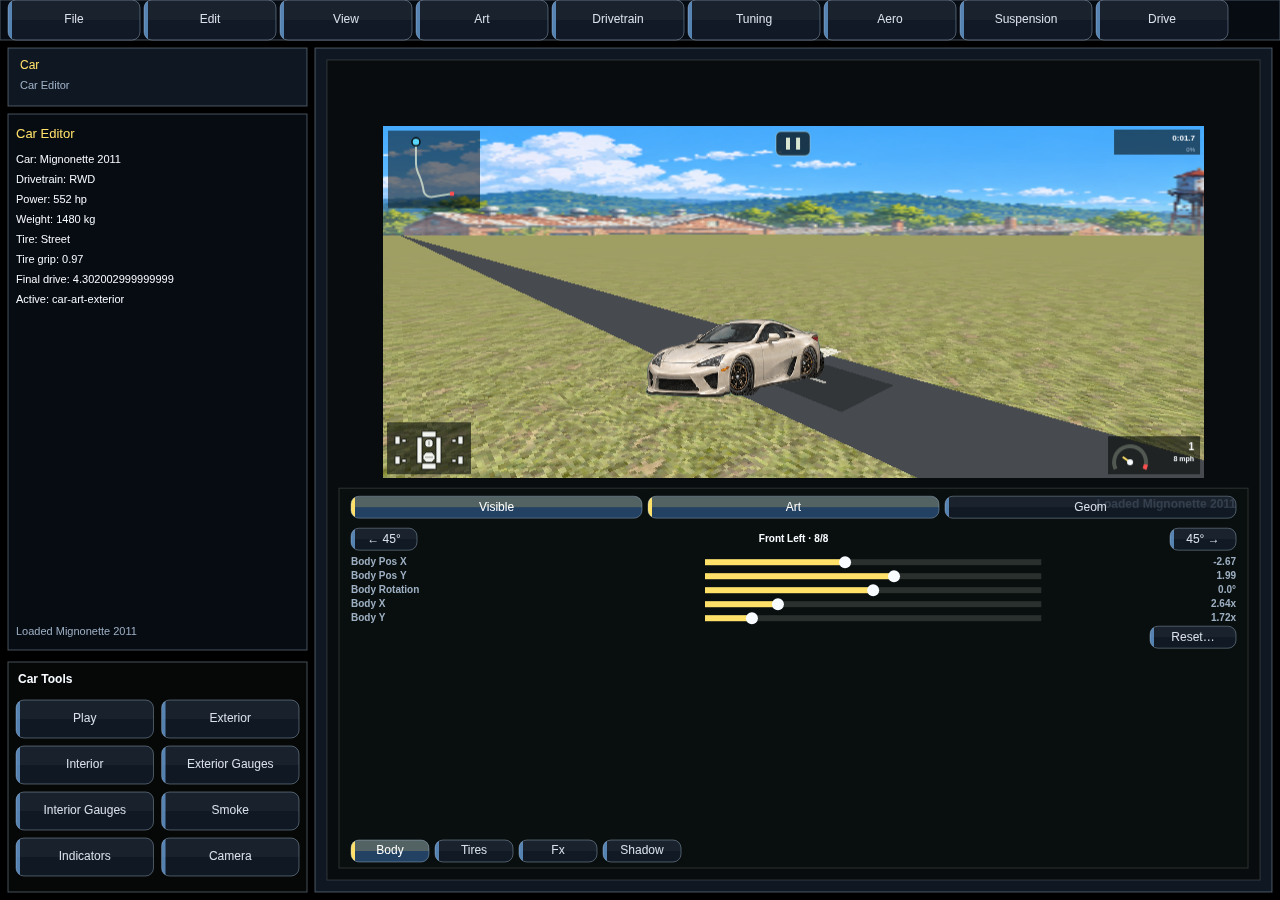 File Edit View Art Drivetrain Tuning Aero Suspension Drive
Car
Car Editor
Car Editor
Car: Mignonette 2011
Drivetrain: RWD
Power: 552 hp
Weight: 1480 kg
Tire: Street
Tire grip: 0.97
Final drive: 4.302002999999999
Active: car-art-exterior
Loaded Mignonette 2011
Car Tools
Play Exterior
Interior Exterior Gauges
Interior Gauges Smoke
Indicators Camera
0:01.7
0%
1
8 mph
Visible Art Geom
Loaded Mignonette 2011
← 45° Front Left · 8/8 45° →
Body Pos X -2.67
Body Pos Y 1.99
Body Rotation 0.0°
Body X 2.64x
Body Y 1.72x
Reset…
Body Tires Fx Shadow